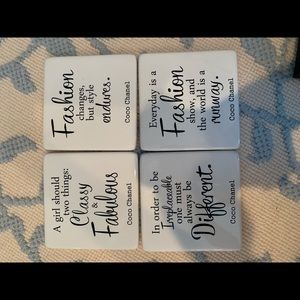 A girl should
two things:
Classy
&
Fabulous
Coco Chanel
Fashion
changes,
but style
endures.
Coco Chanel
In order to be
Irreplaceable
one must
always be
Different.
Coco Chanel
Everyday is a
Fashion
show, and
the world is a
runway.
Coco Chanel